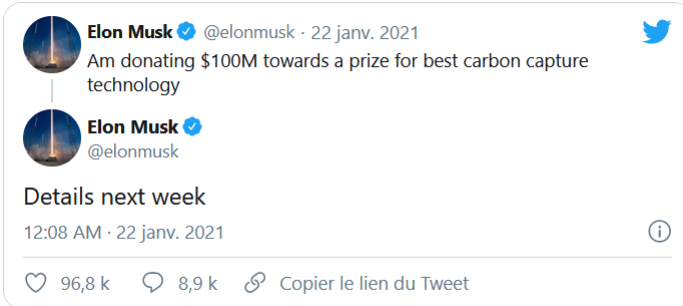 Elon Musk @elonmusk · 22 janv. 2021
Am donating $100M towards a prize for best carbon capture
technology
Elon Musk
@elonmusk
Details next week
12:08 AM · 22 janv. 2021
96,8 k 8,9 k Copier le lien du Tweet